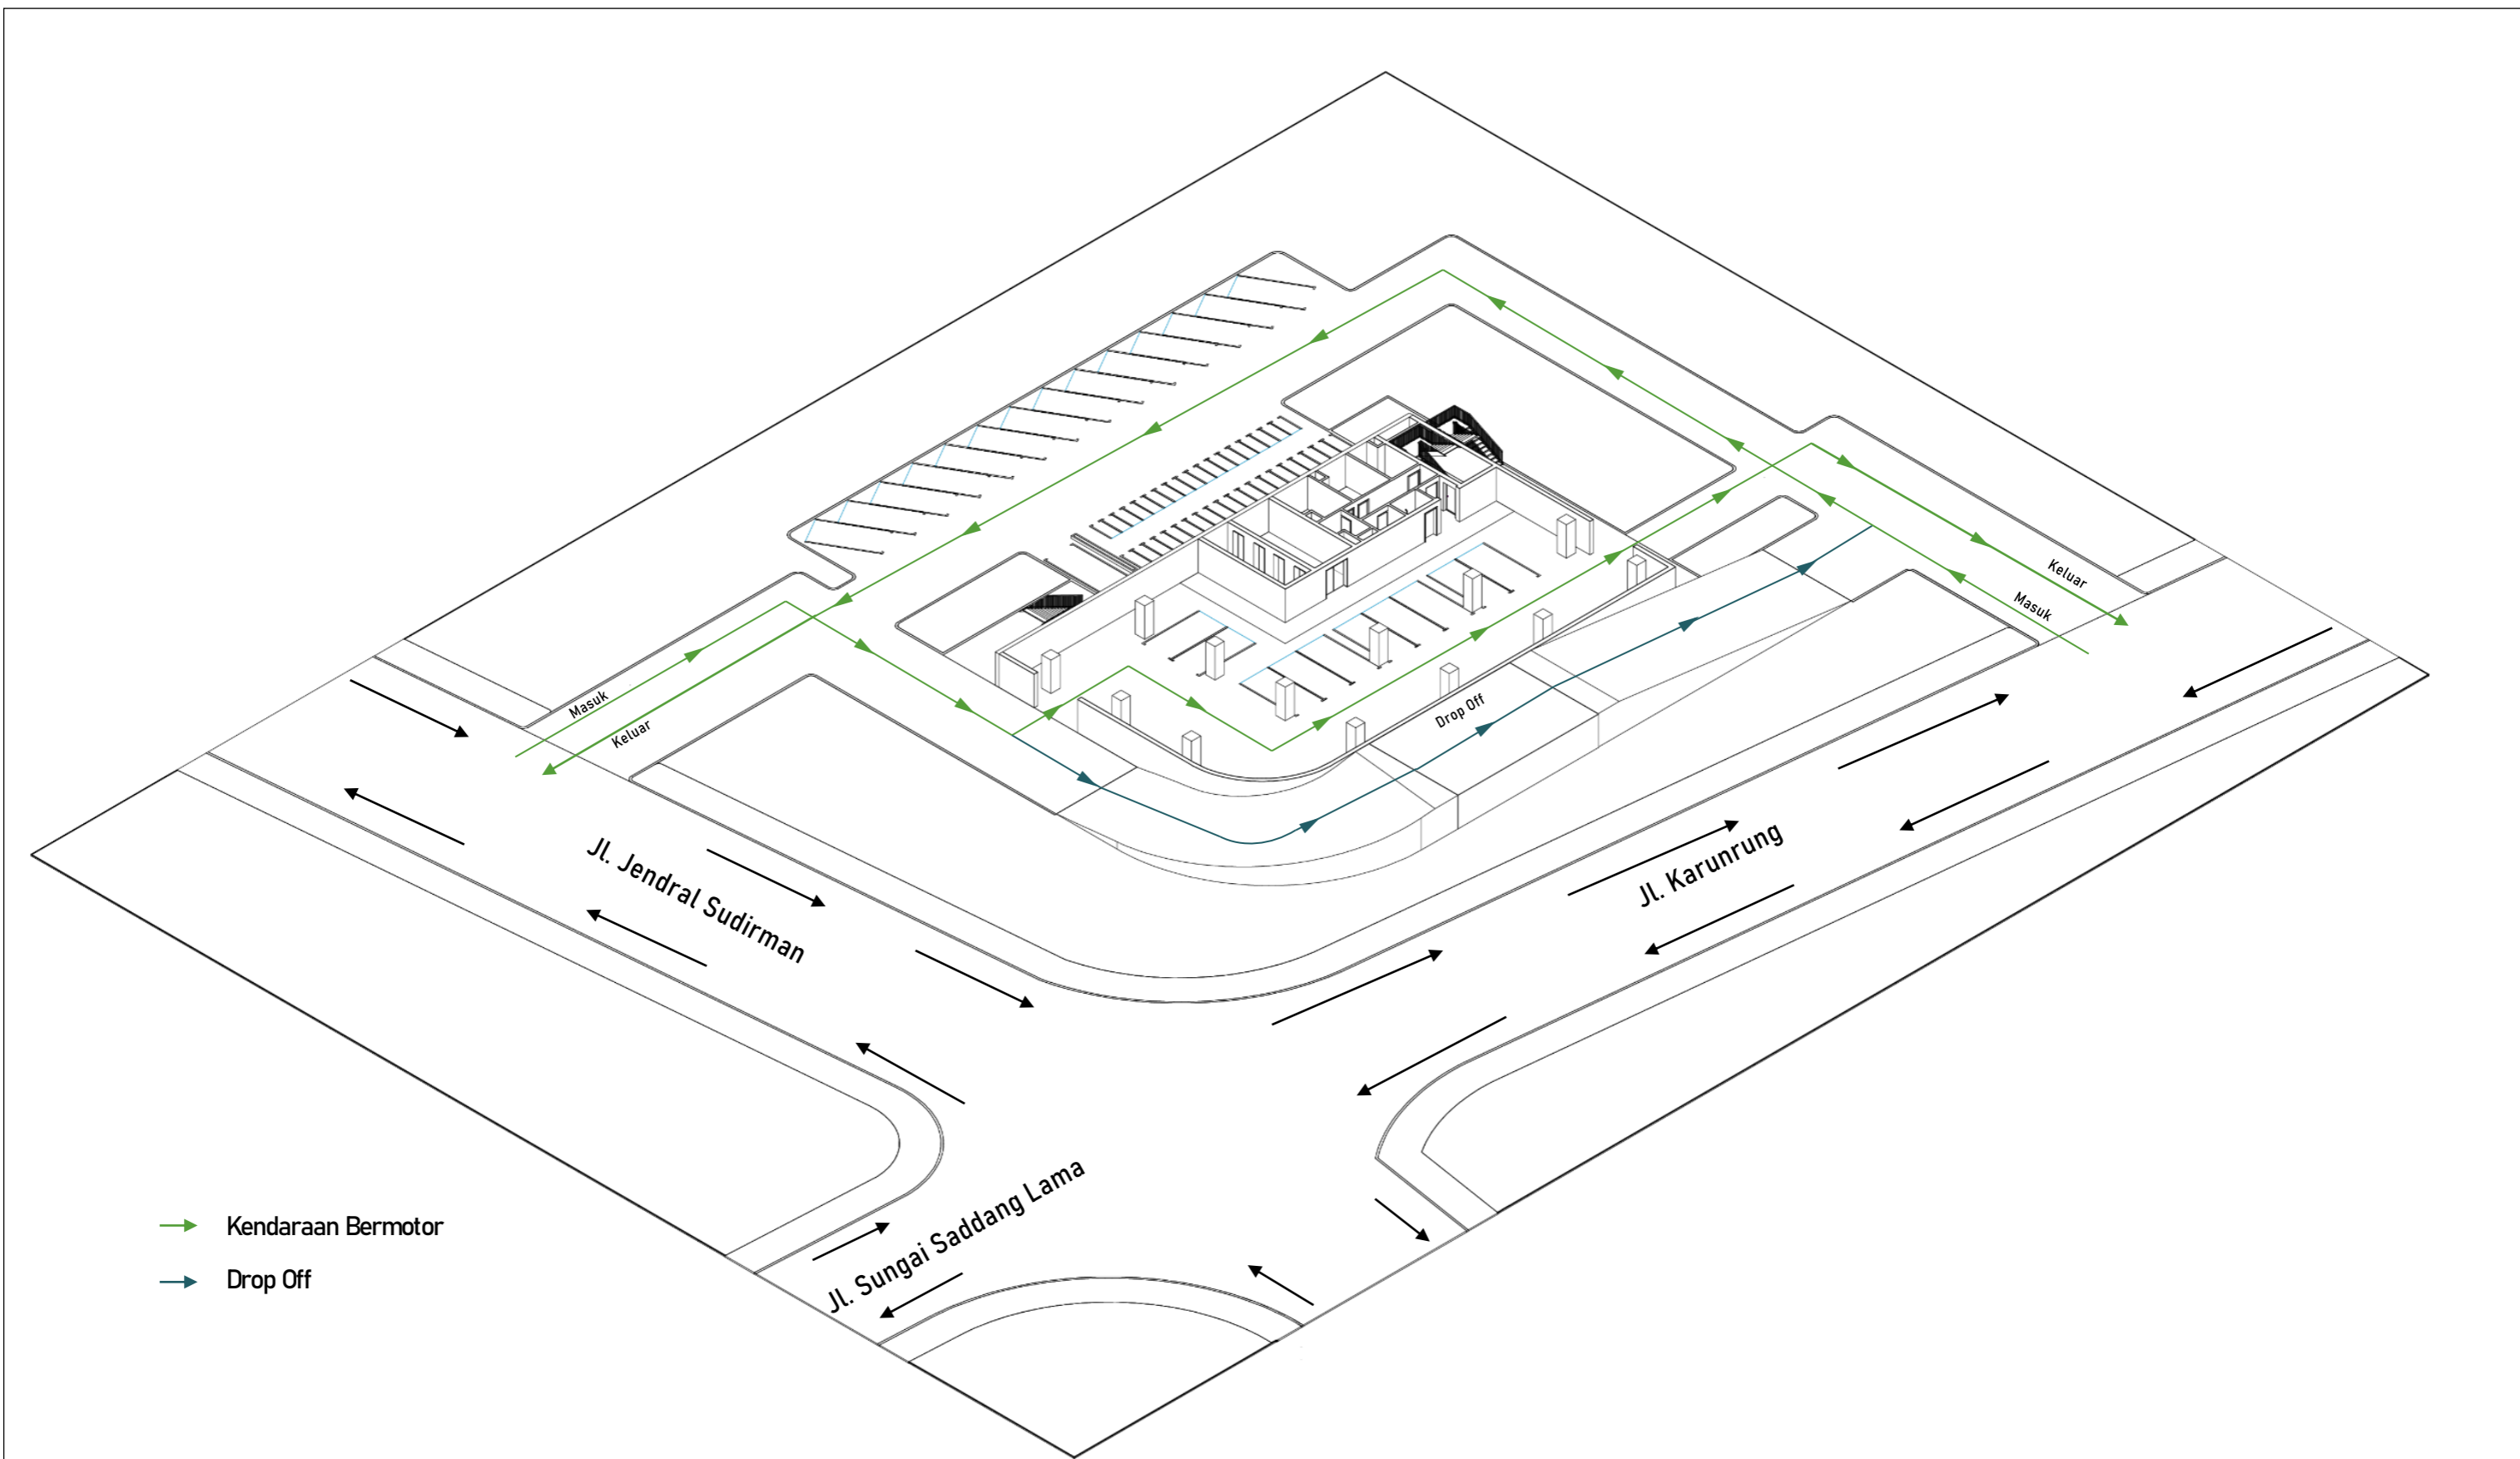 Keluar
Masuk
Masuk
Keluar
Drop Off
Jl. Jendral Sudirman
Jl. Karunrung
Jl. Sungai Saddang Lama
Kendaraan Bermotor
Drop Off